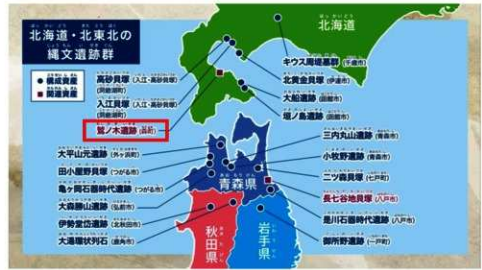 北海道・北東北の
縄文遺跡群
構成資産
関連資産
北海道
高砂貝塚 (入江・高砂貝塚)
(洞爺湖町)
入江貝塚 (入江・高砂貝塚)
(洞爺湖町)
鷲ノ木遺跡 (森町)
キウス周堤墓群 (千歳市)
北黄金貝塚 (伊達市)
大船遺跡 (函館市)
垣ノ島遺跡 (函館市)
大平山元遺跡 (外ヶ浜町)
田小屋野貝塚 (つがる市)
亀ヶ岡石器時代遺跡 (つがる市)
大森勝山遺跡 (弘前市)
伊勢堂岱遺跡 (北秋田市)
大湯環状列石 (鹿角市)
三内丸山遺跡 (青森市)
小牧野遺跡 (青森市)
二ツ森貝塚 (七戸町)
長七谷地貝塚 (八戸市)
是川石器時代遺跡 (八戸市)
御所野遺跡 (一戸町)
青森県
秋田県
岩手県